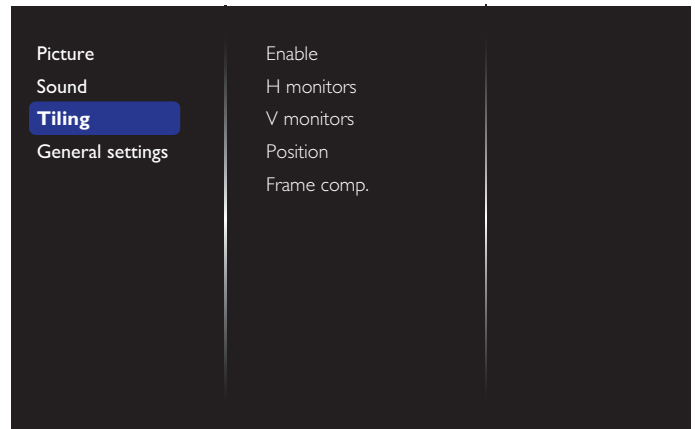 Picture
Sound
Tiling
General settings
Enable
H monitors
V monitors
Position
Frame comp.